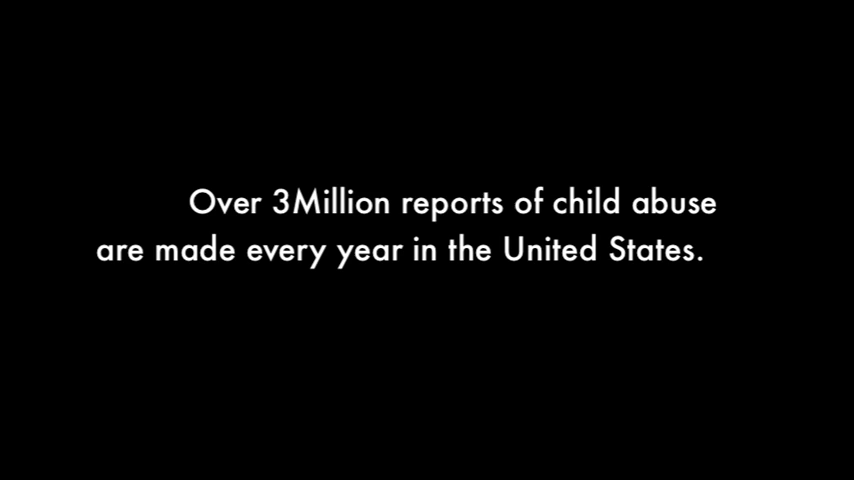 Over 3Million reports of child abuse
are made every year in the United States.